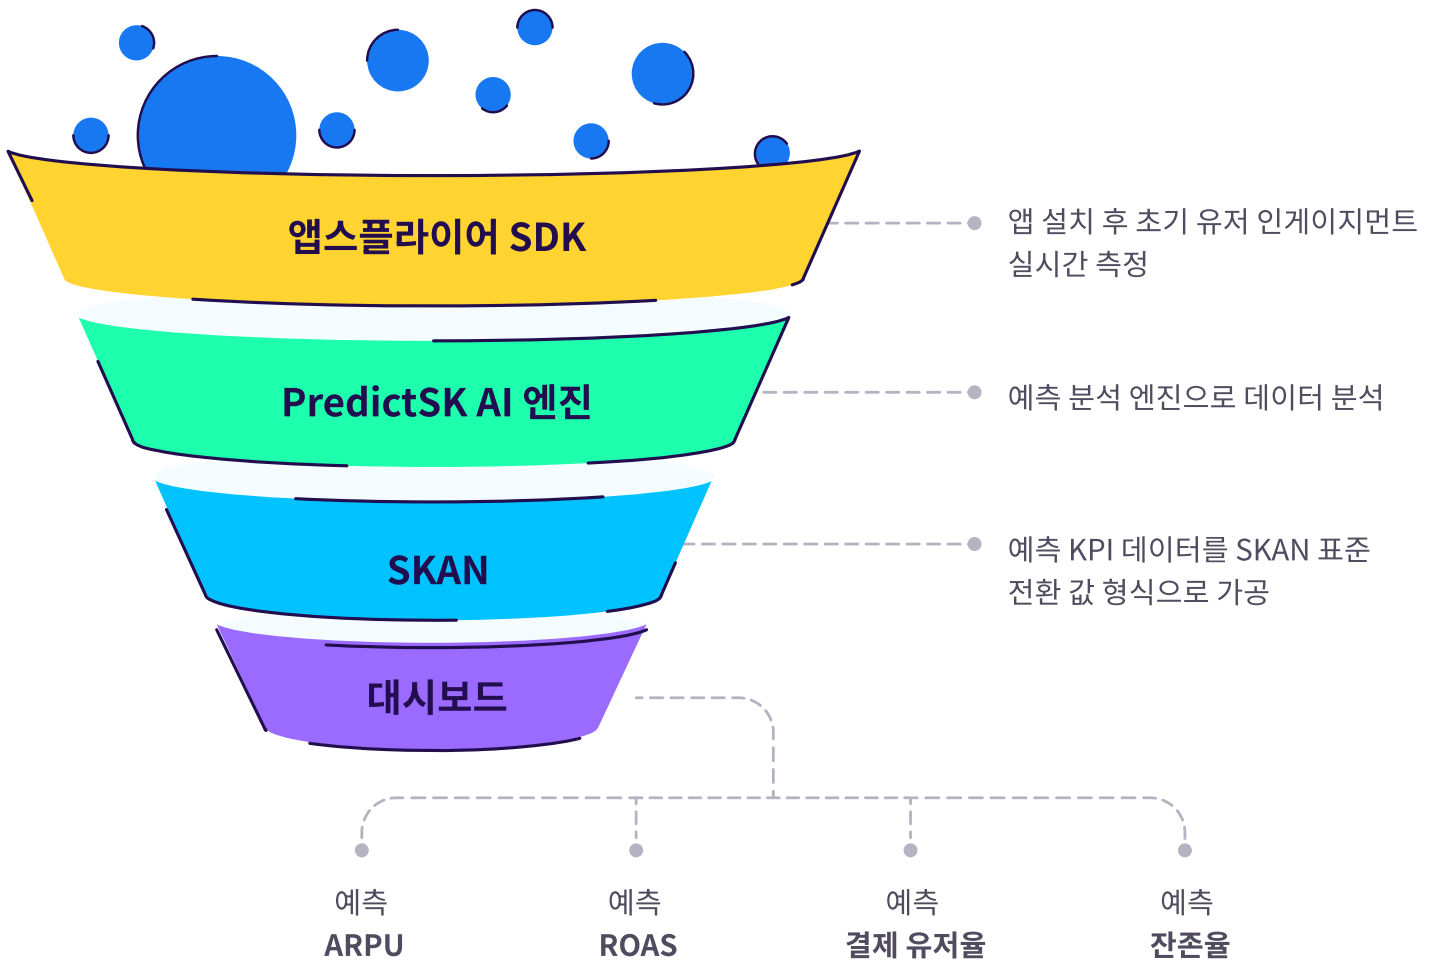 앱스플라이어 SDK
앱 설치 후 초기 유저 인게이지먼트
실시간 측정
PredictSK AI 엔진
예측 분석 엔진으로 데이터 분석
SKAN
예측 KPI 데이터를 SKAN 표준
전환 값 형식으로 가공
대시보드
예측
ARPU
예측
ROAS
예측
결제 유저율
예측
잔존율